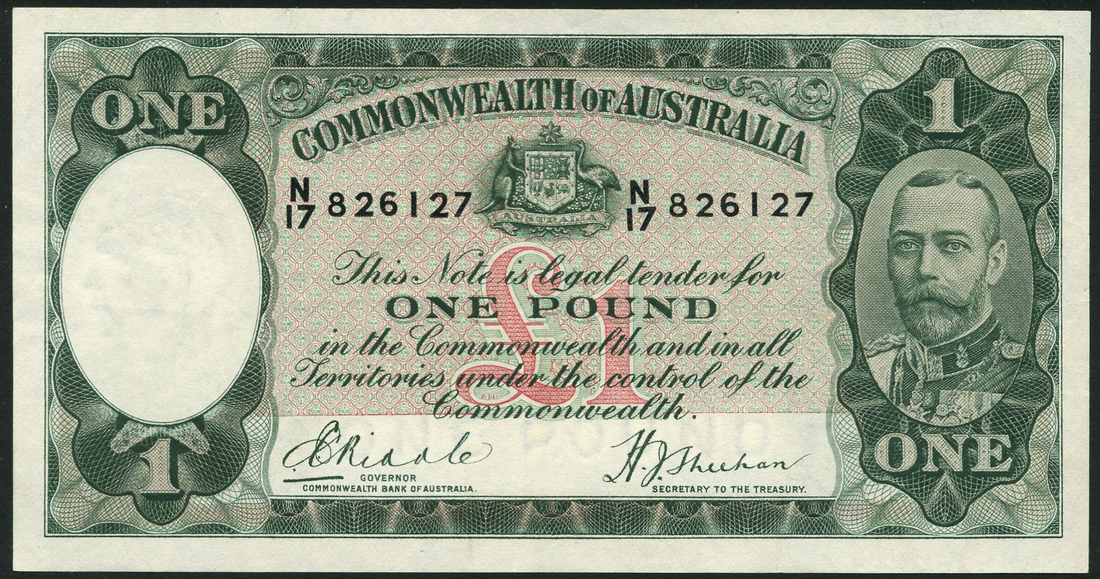 ONE
1
COMMONWEALTH OF AUSTRALIA
N/17 826127
N/17 826127
AUSTRALIA
This Note is legal tender for
ONE POUND
£1
in the Commonwealth and in all
Territories under the control of the
Commonwealth.
E C Riddle
H. J. Sheehan
GOVERNOR
COMMONWEALTH BANK OF AUSTRALIA.
SECRETARY TO THE TREASURY.
1
ONE